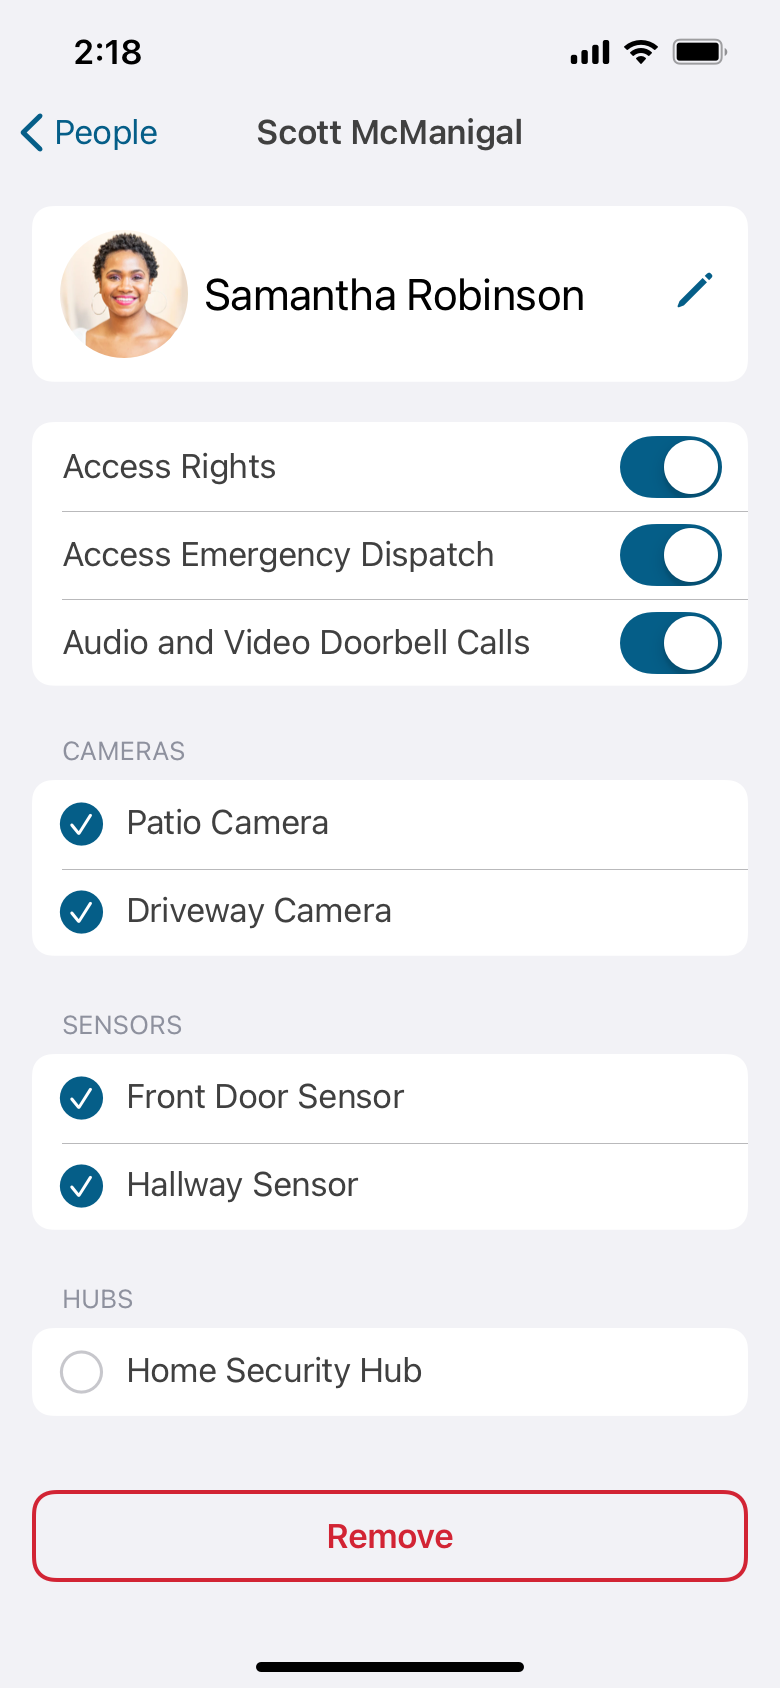 2:18
People
Scott McManigal
Samantha Robinson
Access Rights
Access Emergency Dispatch
Audio and Video Doorbell Calls
CAMERAS
Patio Camera
Driveway Camera
SENSORS
Front Door Sensor
Hallway Sensor
HUBS
Home Security Hub
Remove